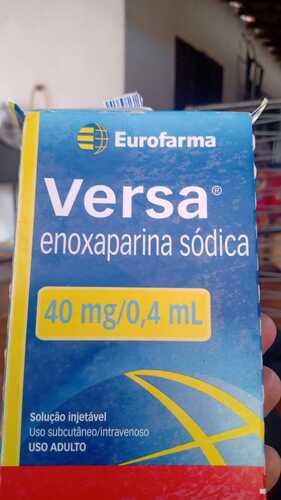 Eurofarma
Versa®
enoxaparina sódica
40 mg/0,4 mL
Solução injetável
Uso subcutâneo/intravenoso
USO ADULTO